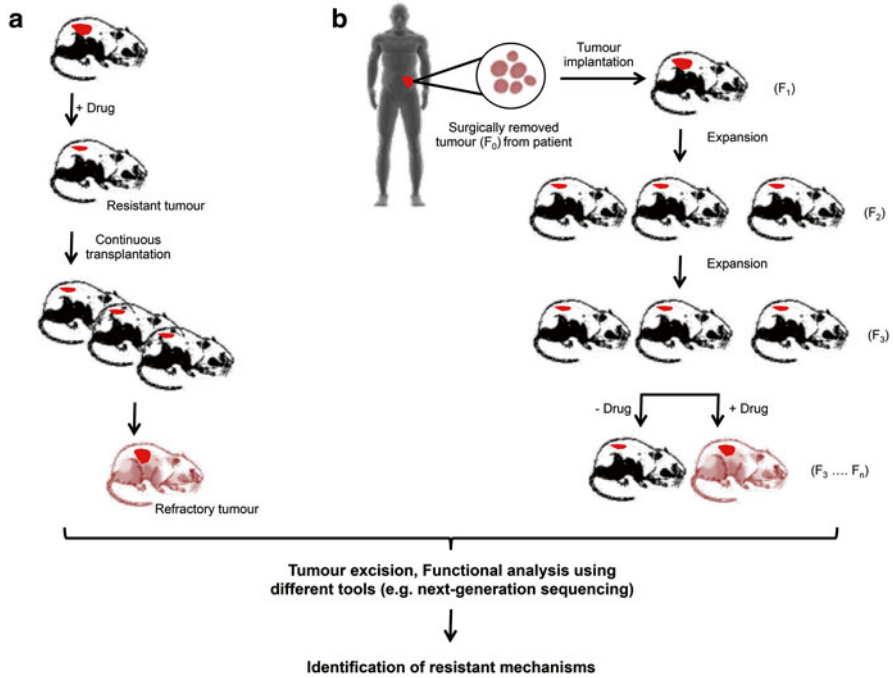 a
+ Drug
Resistant tumour
Continuous
transplantation
Refractory tumour
b
Surgically removed
tumour (F₀) from patient
Tumour
implantation
(F₁)
Expansion
(F₂)
Expansion
(F₃)
- Drug
+ Drug
(F₃ .... Fₙ)
Tumour excision, Functional analysis using
different tools (e.g. next-generation sequencing)
Identification of resistant mechanisms